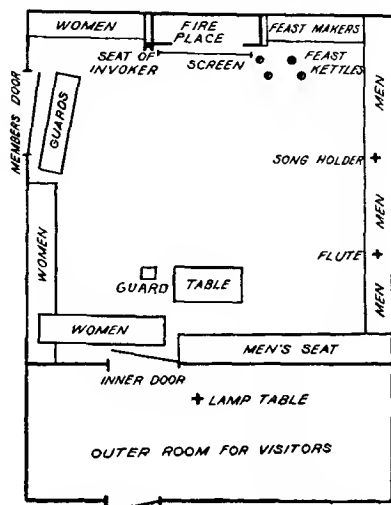 WOMEN
FIRE
PLACE
FEAST MAKERS
SEAT OF
INVOKER
SCREEN
FEAST
KETTLES
MEMBERS DOOR
GUARDS
MEN
SONG HOLDER
MEN
WOMEN
FLUTE
MEN
GUARD
TABLE
WOMEN
MEN'S SEAT
INNER DOOR
LAMP TABLE
OUTER ROOM FOR VISITORS